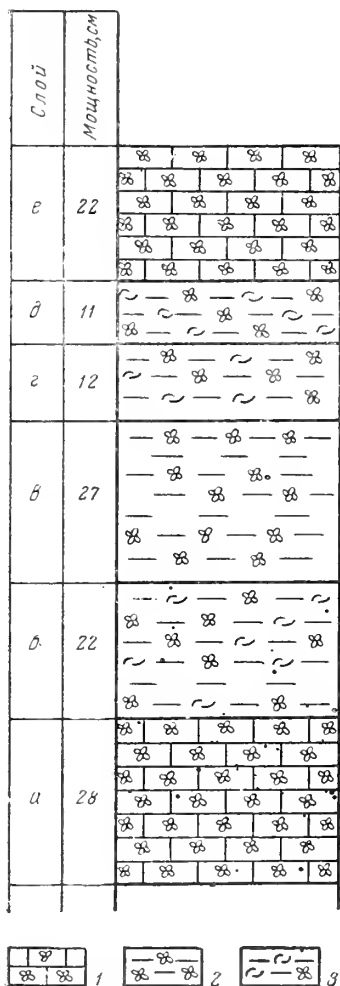 Слой Мощность, см
е 22
д 11
г 12
в 27
б 22
а 28
1 2 3